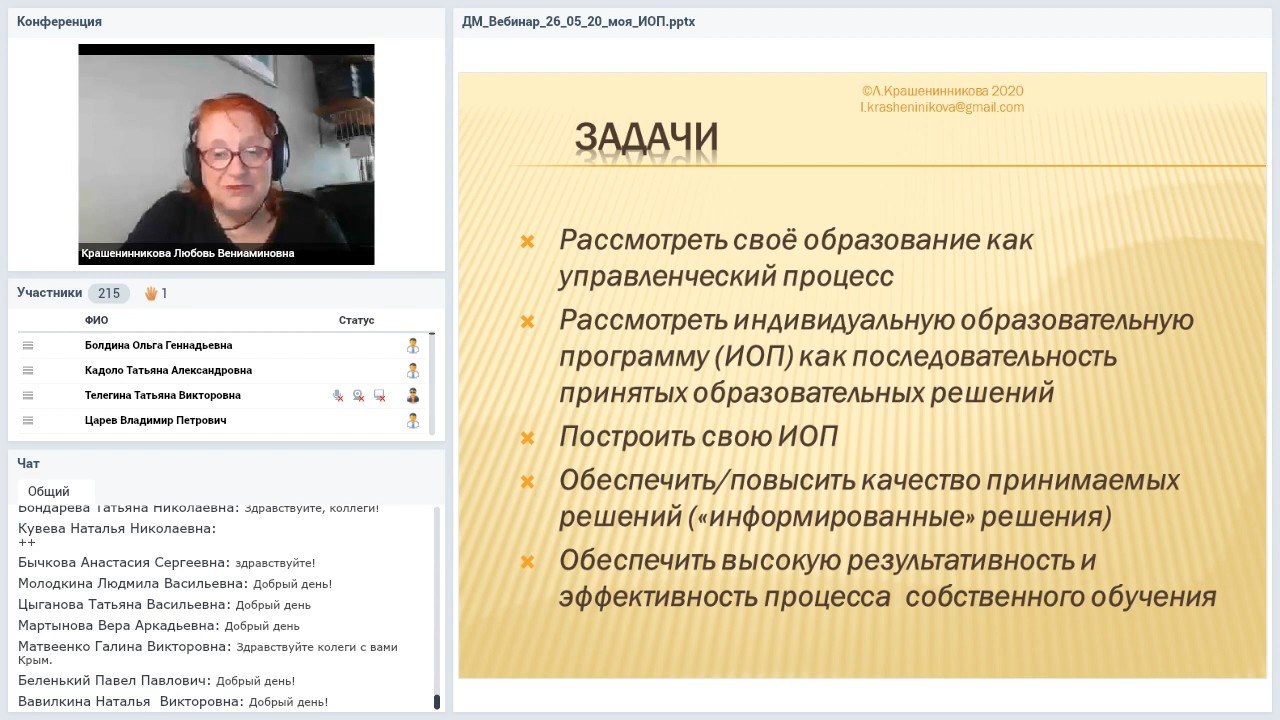 Конференция
Крашенинникова Любовь Вениаминовна
Участники 215 1
ФИО Статус
Болдина Ольга Геннадьевна
Кадоло Татьяна Александровна
Телегина Татьяна Викторовна
Царев Владимир Петрович
Чат
Общий
Бондарева Татьяна Николаевна: Здравствуйте, коллеги!
Кувева Наталья Николаевна:
++
Бычкова Анастасия Сергеевна: здравствуйте!
Молодкина Людмила Васильевна: Добрый день!
Цыганова Татьяна Васильевна: Добрый день
Мартынова Вера Аркадьевна: Добрый день
Матвеенко Галина Викторовна: Здравствуйте колеги с вами
Крым.
Беленький Павел Павлович: Добрый день!
Вавилкина Наталья Викторовна: Добрый день!
ДМ_Вебинар_26_05_20_моя_ИОП.pptx
©Л.Крашенинникова 2020
l.krasheninikova@gmail.com
ЗАДАЧИ
Рассмотреть своё образование как
управленческий процесс
Рассмотреть индивидуальную образовательную
программу (ИОП) как последовательность
принятых образовательных решений
Построить свою ИОП
Обеспечить/повысить качество принимаемых
решений («информированные» решения)
Обеспечить высокую результативность и
эффективность процесса собственного обучения